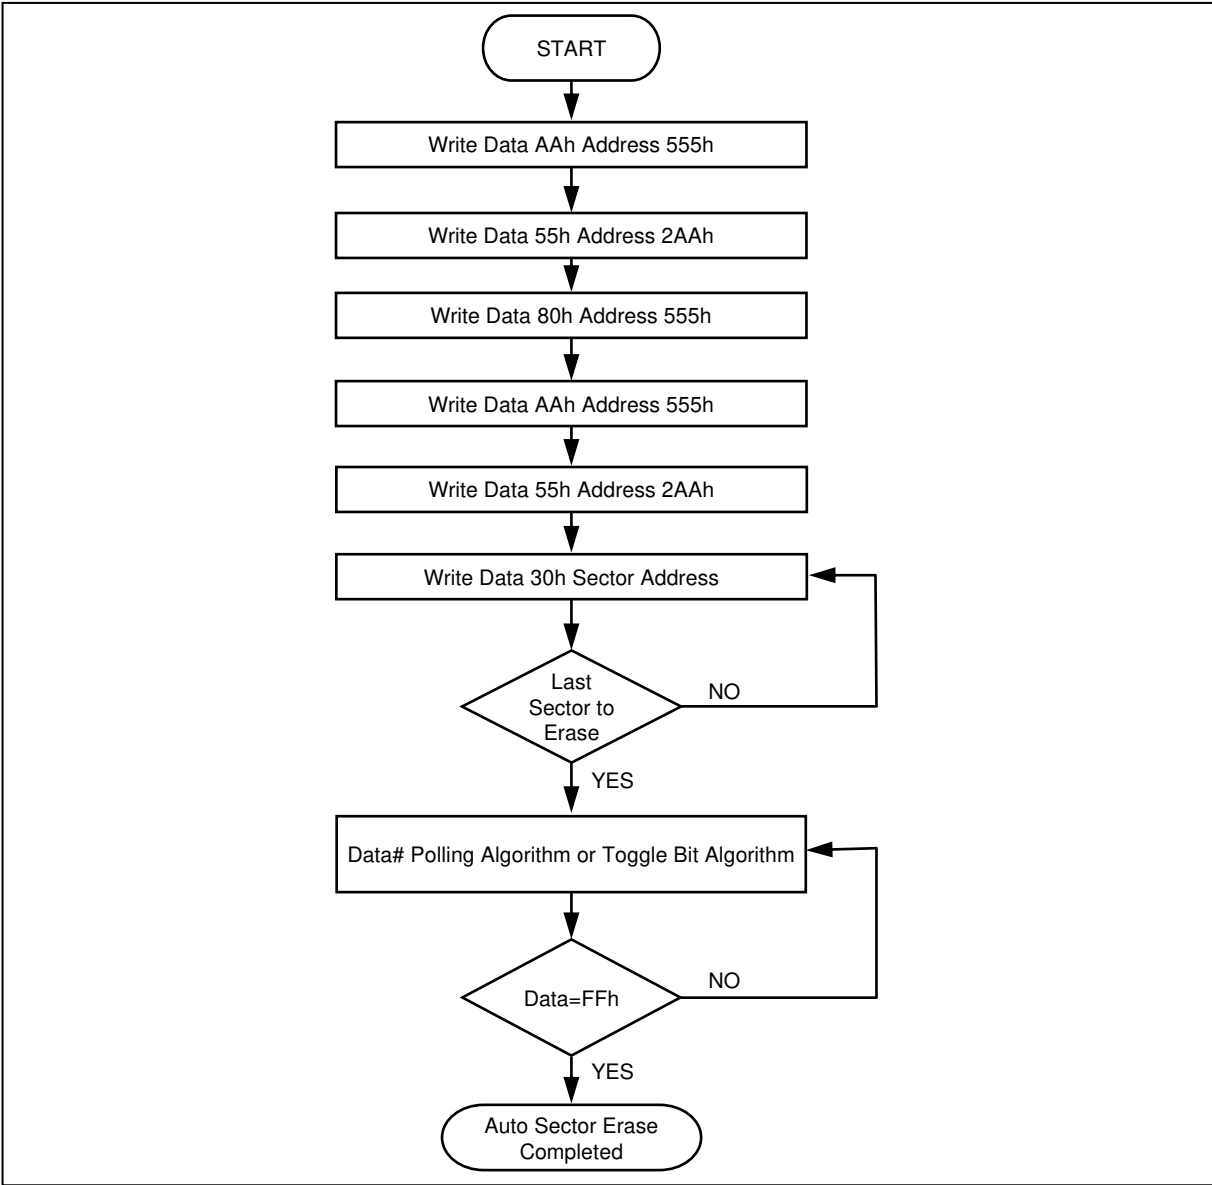 START
Write Data AAh Address 555h
Write Data 55h Address 2AAh
Write Data 80h Address 555h
Write Data AAh Address 555h
Write Data 55h Address 2AAh
Write Data 30h Sector Address
Last
Sector to
Erase
NO
YES
Data# Polling Algorithm or Toggle Bit Algorithm
Data=FFh
NO
YES
Auto Sector Erase
Completed